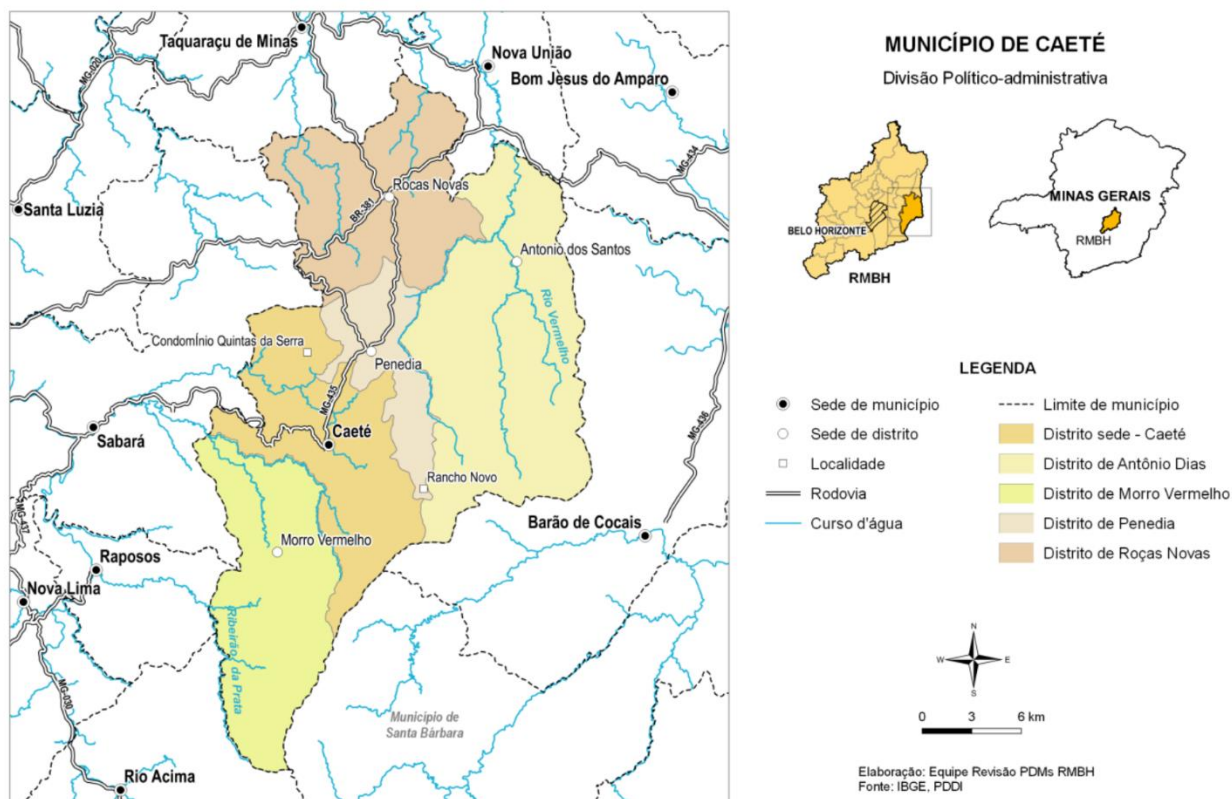 Taquaraçu de Minas
Nova União
Bom Jesus do Amparo
MG-020
MG-434
Rocas Novas
BR-381
Santa Luzia
Antonio dos Santos
Rio Vermelho
CondomÍnio Quintas da Serra
Penedia
MG-435
MG-436
Sabará
Caeté
Rancho Novo
MG-437
Barão de Cocais
Morro Vermelho
Raposos
Nova Lima
Ribeirão da Prata
MG-030
Município de
Santa Bárbara
Rio Acima
MUNICÍPIO DE CAETÉ
Divisão Político-administrativa
BELO HORIZONTE
RMBH
MINAS GERAIS
RMBH
LEGENDA
Sede de município
Sede de distrito
Localidade
Rodovia
Curso d'água
Limite de município
Distrito sede - Caeté
Distrito de Antônio Dias
Distrito de Morro Vermelho
Distrito de Penedia
Distrito de Roças Novas
N
W E
S
0 3 6 km
Elaboração: Equipe Revisão PDMs RMBH
Fonte: IBGE, PDDI